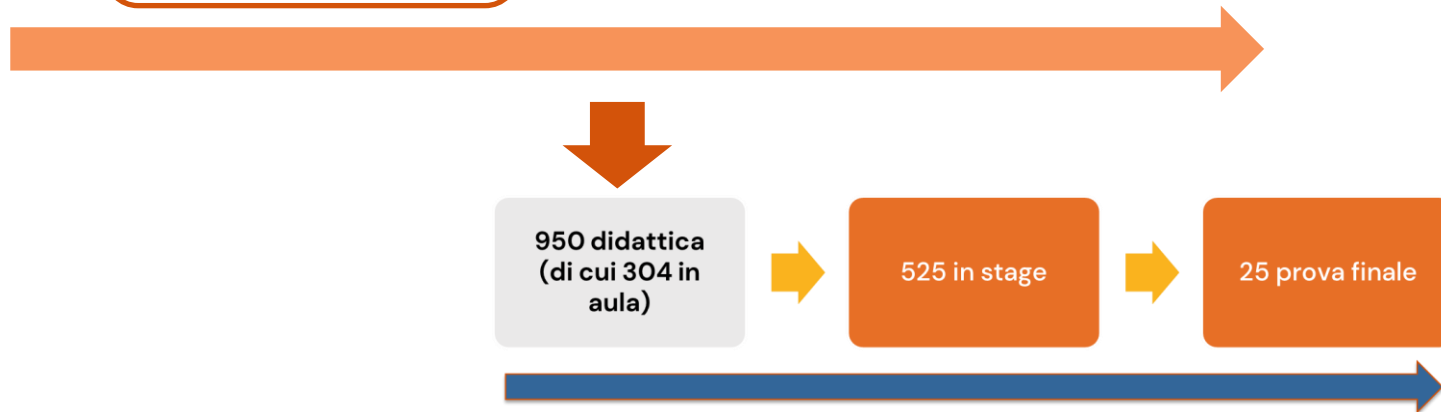 950 didattica
(di cui 304 in
aula)
525 in stage
25 prova finale